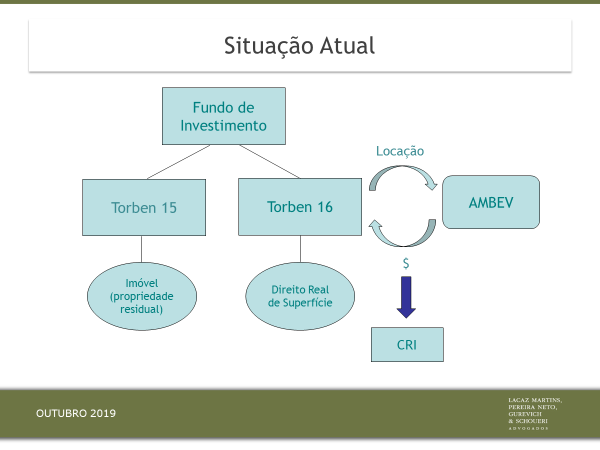 Situação Atual
Fundo de
Investimento
Locação
Torben 15
Torben 16
AMBEV
$
Imóvel
(propriedade
residual)
Direito Real
de Superfície
CRI
OUTUBRO 2019
LACAZ MARTINS,
PEREIRA NETO,
GUREVICH
& SCHOUERI
ADVOGADOS